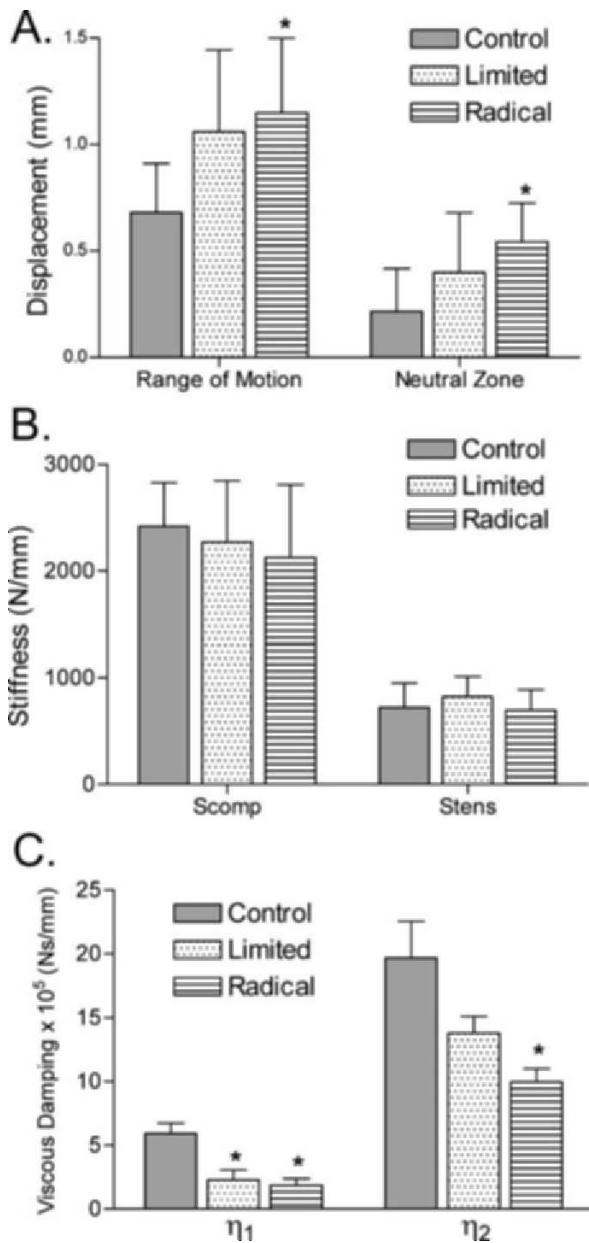 A.
Displacement (mm)
1.5
1.0
0.5
0.0
*
*
Control
Limited
Radical
Range of Motion
Neutral Zone
B.
Stiffness (N/mm)
3000
2000
1000
0
Control
Limited
Radical
Scomp
Stens
C.
Viscous Damping x 10⁵ (Ns/mm)
25
20
15
10
5
0
Control
Limited
Radical
*
*
*
η₁
η₂